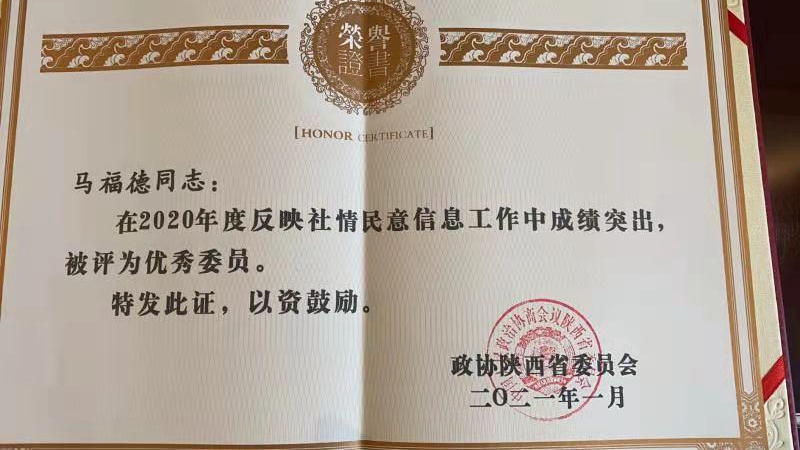 榮譽
證書
[HONOR CERTIFICATE]
马福德同志：
在2020年度反映社情民意信息工作中成绩突出，
被评为优秀委员。
特发此证，以资鼓励。
政协陕西省委员会
二〇二一年一月